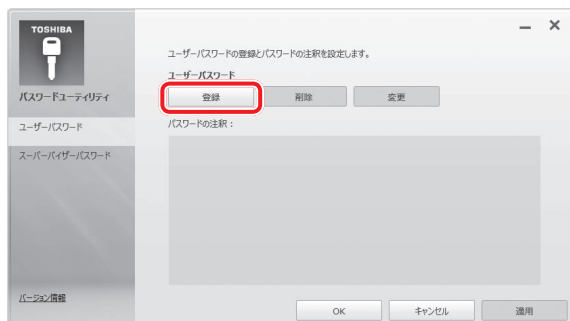 TOSHIBA
パスワードユーティリティ
ユーザーパスワード
スーパーバイザーパスワード
バージョン情報
ユーザーパスワードの登録とパスワードの注釈を設定します。
ユーザーパスワード
登録
削除
変更
パスワードの注釈：
OK
キャンセル
適用